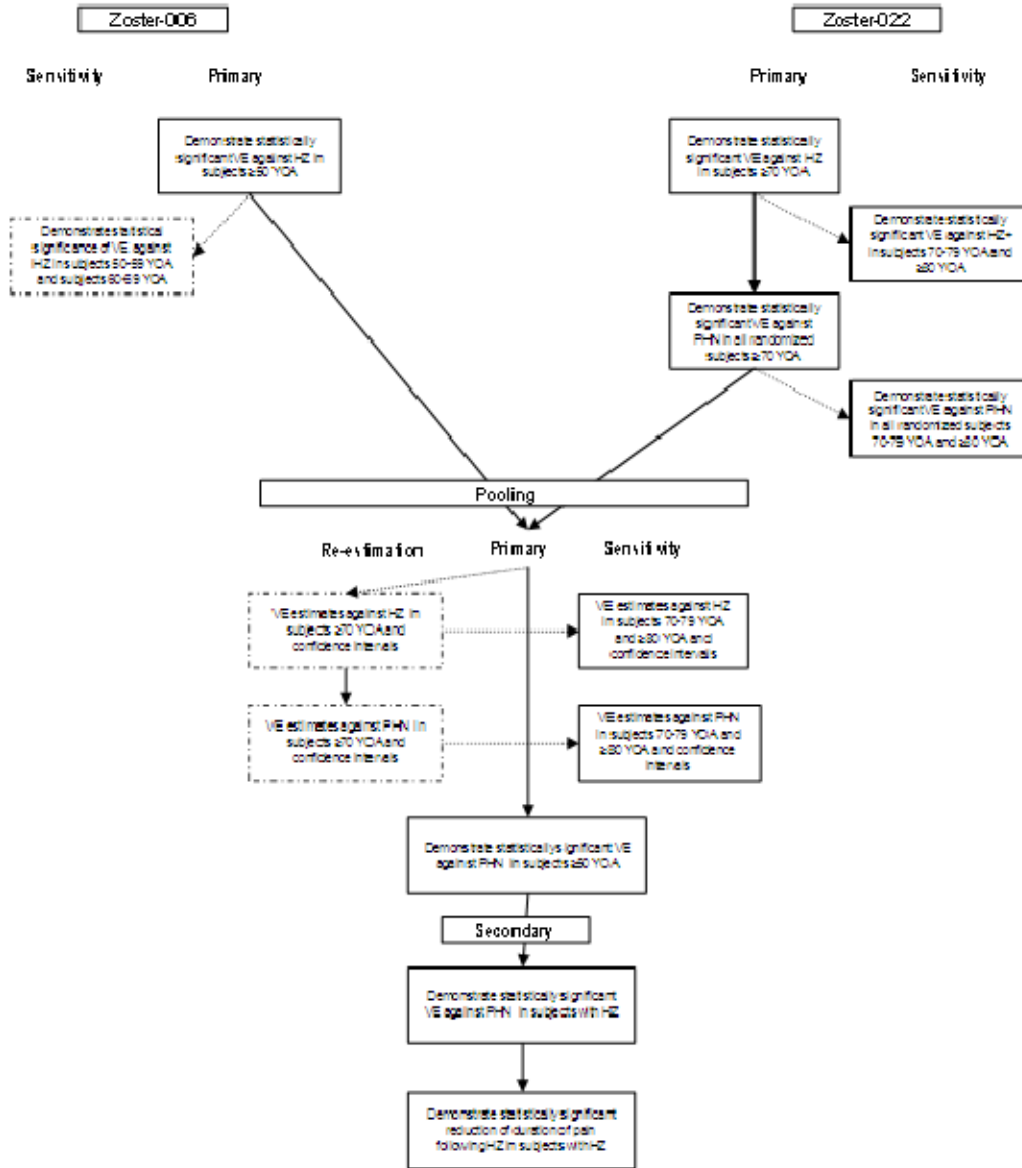 Zoster-006
Zoster-022
Sensitivity
Primary
Primary
Sensitivity
Demonstrate statistically
significant VE against HZ in
subjects ≥50 YOA
Demonstrate statistically
significant VE against HZ
in subjects ≥70 YOA
Demonstrate statistical
significance of VE against
HZ in subjects 50-59 YOA
and subjects 60-69 YOA
Demonstrate statistically
significant VE against HZ+
in subjects 70-79 YOA and
≥80 YOA
Demonstrate statistically
significant VE against
PHN in all randomized
subjects ≥70 YOA
Demonstrate statistically
significant VE against PHN
in all randomized subjects
70-79 YOA and ≥80 YOA
Pooling
Re-estimation
Primary
Sensitivity
VE estimates against HZ in
subjects ≥70 YOA and
confidence intervals
VE estimates against HZ
in subjects 70-79 YOA
and ≥80 YOA and
confidence intervals
VE estimates against PHN in
subjects ≥70 YOA and
confidence intervals
VE estimates against PHN
in subjects 70-79 YOA and
≥80 YOA and confidence
intervals
Demonstrate statistically significant VE
against PHN in subjects ≥50 YOA
Secondary
Demonstrate statistically significant
VE against PHN in subjects with HZ
Demonstrate statistically significant
reduction of duration of pain
following HZ in subjects with HZ